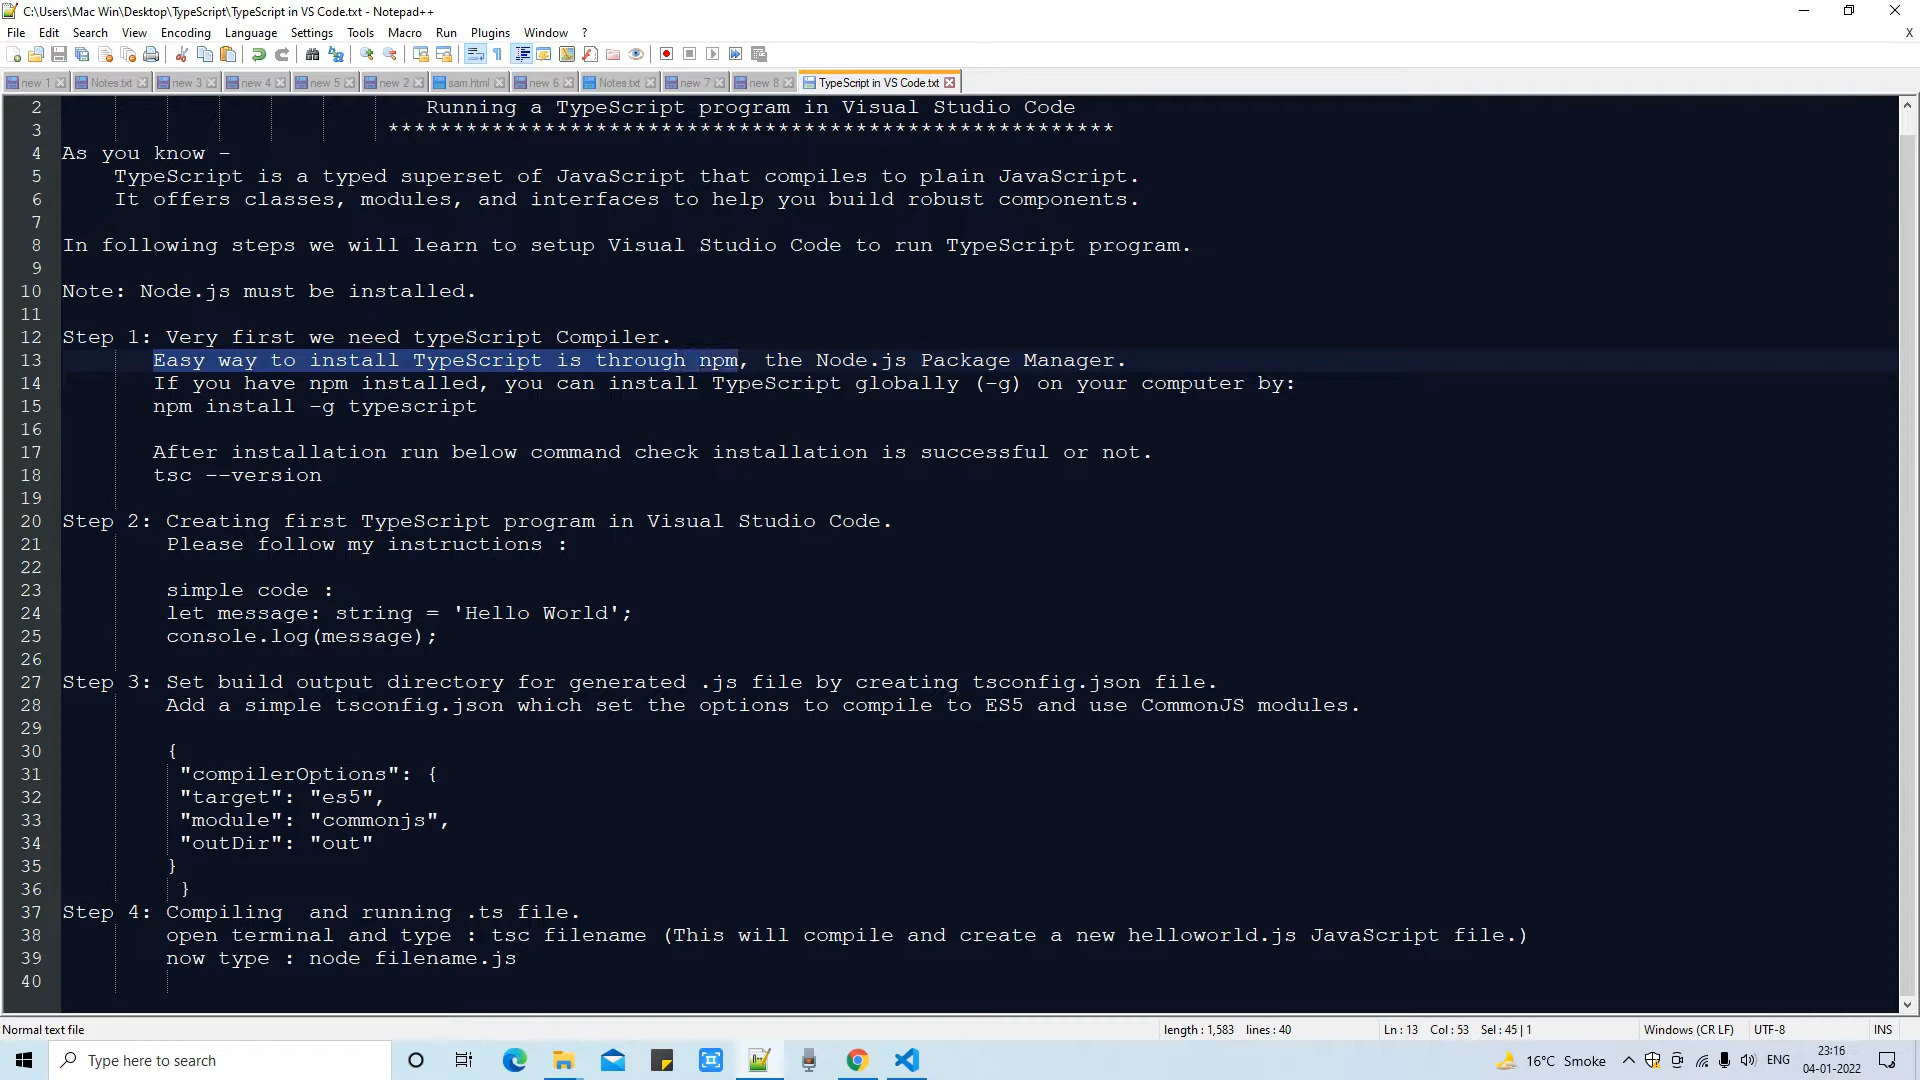 C:\Users\Mac Win\Desktop\TypeScript\TypeScript in VS Code.txt - Notepad++
File Edit Search View Encoding Language Settings Tools Macro Run Plugins Window ? X
new 1 Notes.txt new 3 new 4 new 5 new 2 sam.html new 6 Notes.txt new 7 new 8 TypeScript in VS Code.txt
2 Running a TypeScript program in Visual Studio Code
3 ********************************************************
4 As you know -
5 TypeScript is a typed superset of JavaScript that compiles to plain JavaScript.
6 It offers classes, modules, and interfaces to help you build robust components.
7
8 In following steps we will learn to setup Visual Studio Code to run TypeScript program.
9
10 Note: Node.js must be installed.
11
12 Step 1: Very first we need typeScript Compiler.
13 Easy way to install TypeScript is through npm, the Node.js Package Manager.
14 If you have npm installed, you can install TypeScript globally (-g) on your computer by:
15 npm install -g typescript
16
17 After installation run below command check installation is successful or not.
18 tsc --version
19
20 Step 2: Creating first TypeScript program in Visual Studio Code.
21 Please follow my instructions :
22
23 simple code :
24 let message: string = 'Hello World';
25 console.log(message);
26
27 Step 3: Set build output directory for generated .js file by creating tsconfig.json file.
28 Add a simple tsconfig.json which set the options to compile to ES5 and use CommonJS modules.
29
30 {
31 "compilerOptions": {
32 "target": "es5",
33 "module": "commonjs",
34 "outDir": "out"
35 }
36 }
37 Step 4: Compiling  and running .ts file.
38 open terminal and type : tsc filename (This will compile and create a new helloworld.js JavaScript file.)
39 now type : node filename.js
40
Normal text file length : 1,583 lines : 40 Ln : 13 Col : 53 Sel : 45 | 1 Windows (CR LF) UTF-8 INS
Type here to search 16°C Smoke ENG 23:16
04-01-2022